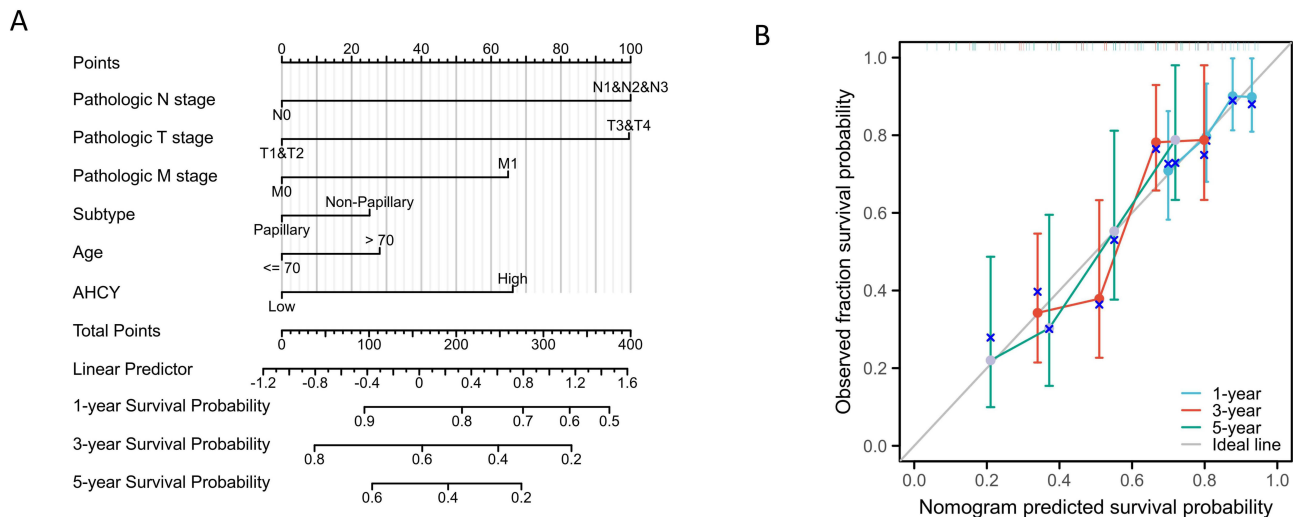 A
Points
0 20 40 60 80 100
Pathologic N stage
N0
N1&N2&N3
Pathologic T stage
T1&T2
T3&T4
Pathologic M stage
M0
M1
Subtype
Papillary
Non-Papillary
Age
<= 70
> 70
AHCY
Low
High
Total Points
0 100 200 300 400
Linear Predictor
-1.2 -0.8 -0.4 0 0.4 0.8 1.2 1.6
1-year Survival Probability
0.9 0.8 0.7 0.6 0.5
3-year Survival Probability
0.8 0.6 0.4 0.2
5-year Survival Probability
0.6 0.4 0.2
B
Observed fraction survival probability
1.0
0.8
0.6
0.4
0.2
0.0
1-year
3-year
5-year
Ideal line
0.0 0.2 0.4 0.6 0.8 1.0
Nomogram predicted survival probability